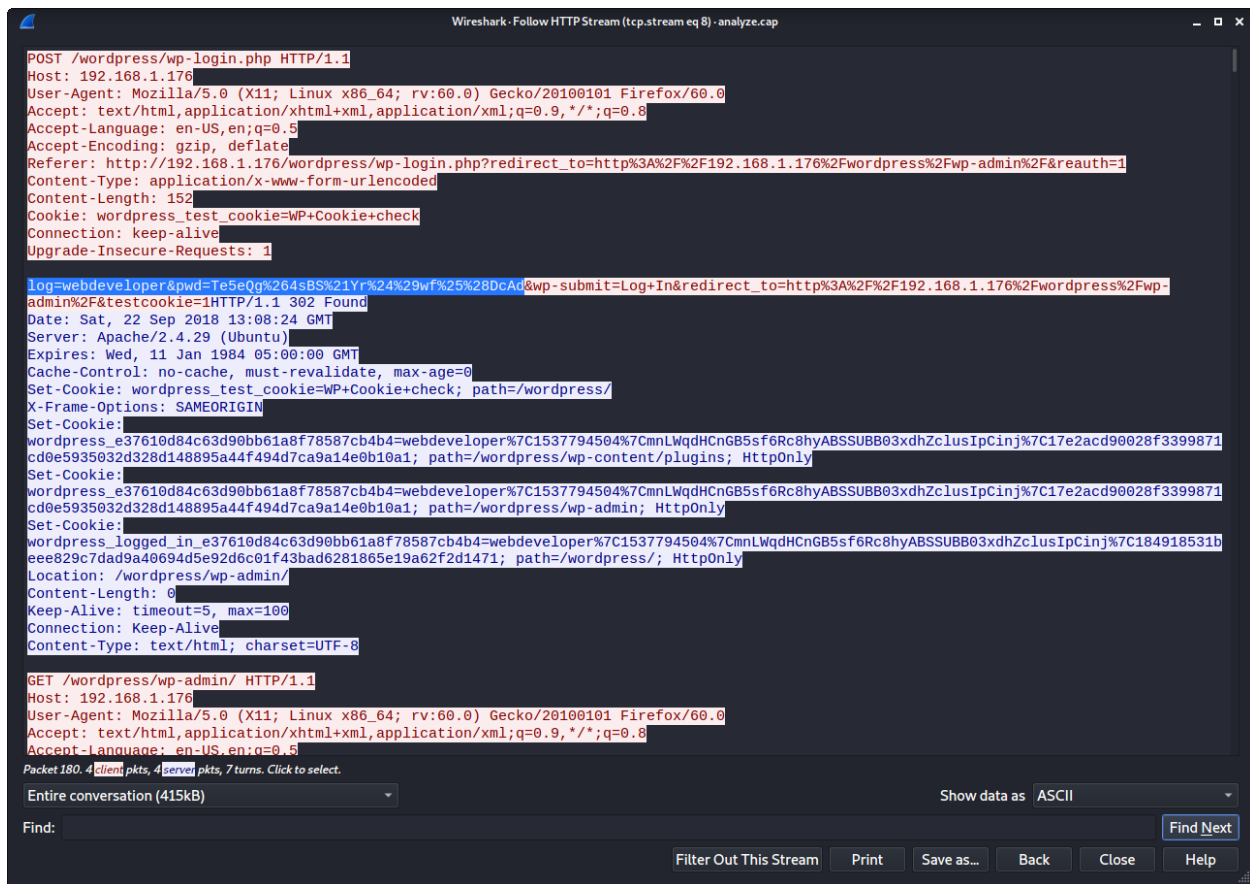 Wireshark · Follow HTTP Stream (tcp.stream eq 8) · analyze.cap
POST /wordpress/wp-login.php HTTP/1.1
Host: 192.168.1.176
User-Agent: Mozilla/5.0 (X11; Linux x86_64; rv:60.0) Gecko/20100101 Firefox/60.0
Accept: text/html,application/xhtml+xml,application/xml;q=0.9,*/*;q=0.8
Accept-Language: en-US,en;q=0.5
Accept-Encoding: gzip, deflate
Referer: http://192.168.1.176/wordpress/wp-login.php?redirect_to=http%3A%2F%2F192.168.1.176%2Fwordpress%2Fwp-admin%2F&reauth=1
Content-Type: application/x-www-form-urlencoded
Content-Length: 152
Cookie: wordpress_test_cookie=WP+Cookie+check
Connection: keep-alive
Upgrade-Insecure-Requests: 1
log=webdeveloper&pwd=Te5eQg%264sBS%21Yr%24%29wf%25%28DcAd&wp-submit=Log+In&redirect_to=http%3A%2F%2F192.168.1.176%2Fwordpress%2Fwp-
admin%2F&testcookie=1HTTP/1.1 302 Found
Date: Sat, 22 Sep 2018 13:08:24 GMT
Server: Apache/2.4.29 (Ubuntu)
Expires: Wed, 11 Jan 1984 05:00:00 GMT
Cache-Control: no-cache, must-revalidate, max-age=0
Set-Cookie: wordpress_test_cookie=WP+Cookie+check; path=/wordpress/
X-Frame-Options: SAMEORIGIN
Set-Cookie:
wordpress_e37610d84c63d90bb61a8f78587cb4b4=webdeveloper%7C1537794504%7CmnLWqdHCnGB5sf6Rc8hyABSSUBB03xdhZclusIpCinj%7C17e2acd90028f3399871
cd0e5935032d328d148895a44f494d7ca9a14e0b10a1; path=/wordpress/wp-content/plugins; HttpOnly
Set-Cookie:
wordpress_e37610d84c63d90bb61a8f78587cb4b4=webdeveloper%7C1537794504%7CmnLWqdHCnGB5sf6Rc8hyABSSUBB03xdhZclusIpCinj%7C17e2acd90028f3399871
cd0e5935032d328d148895a44f494d7ca9a14e0b10a1; path=/wordpress/wp-admin; HttpOnly
Set-Cookie:
wordpress_logged_in_e37610d84c63d90bb61a8f78587cb4b4=webdeveloper%7C1537794504%7CmnLWqdHCnGB5sf6Rc8hyABSSUBB03xdhZclusIpCinj%7C184918531b
eee829c7dad9a40694d5e92d6c01f43bad6281865e19a62f2d1471; path=/wordpress/; HttpOnly
Location: /wordpress/wp-admin/
Content-Length: 0
Keep-Alive: timeout=5, max=100
Connection: Keep-Alive
Content-Type: text/html; charset=UTF-8
GET /wordpress/wp-admin/ HTTP/1.1
Host: 192.168.1.176
User-Agent: Mozilla/5.0 (X11; Linux x86_64; rv:60.0) Gecko/20100101 Firefox/60.0
Accept: text/html,application/xhtml+xml,application/xml;q=0.9,*/*;q=0.8
Accept-Language: en-US,en;q=0.5
Packet 180. 4 client pkts, 4 server pkts, 7 turns. Click to select.
Entire conversation (415kB) Show data as ASCII
Find: Find Next
Filter Out This Stream Print Save as... Back Close Help